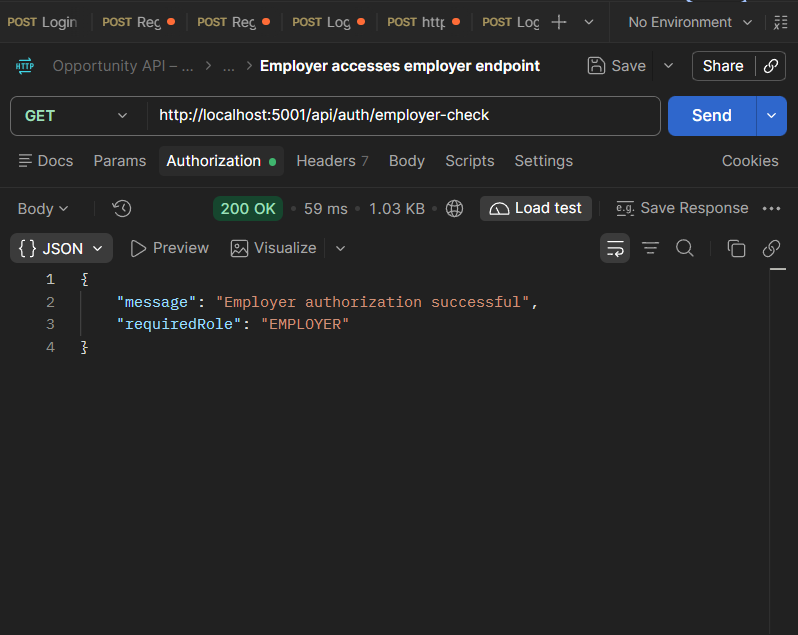 POST Login POST Reg POST Reg POST Log POST http POST Log No Environment
HTTP Opportunity API – ... > ... > Employer accesses employer endpoint Save Share
GET http://localhost:5001/api/auth/employer-check Send
Docs Params Authorization Headers 7 Body Scripts Settings Cookies
Body 200 OK • 59 ms • 1.03 KB • Load test e.g. Save Response
{} JSON Preview Visualize
1 {
2 "message": "Employer authorization successful",
3 "requiredRole": "EMPLOYER"
4 }